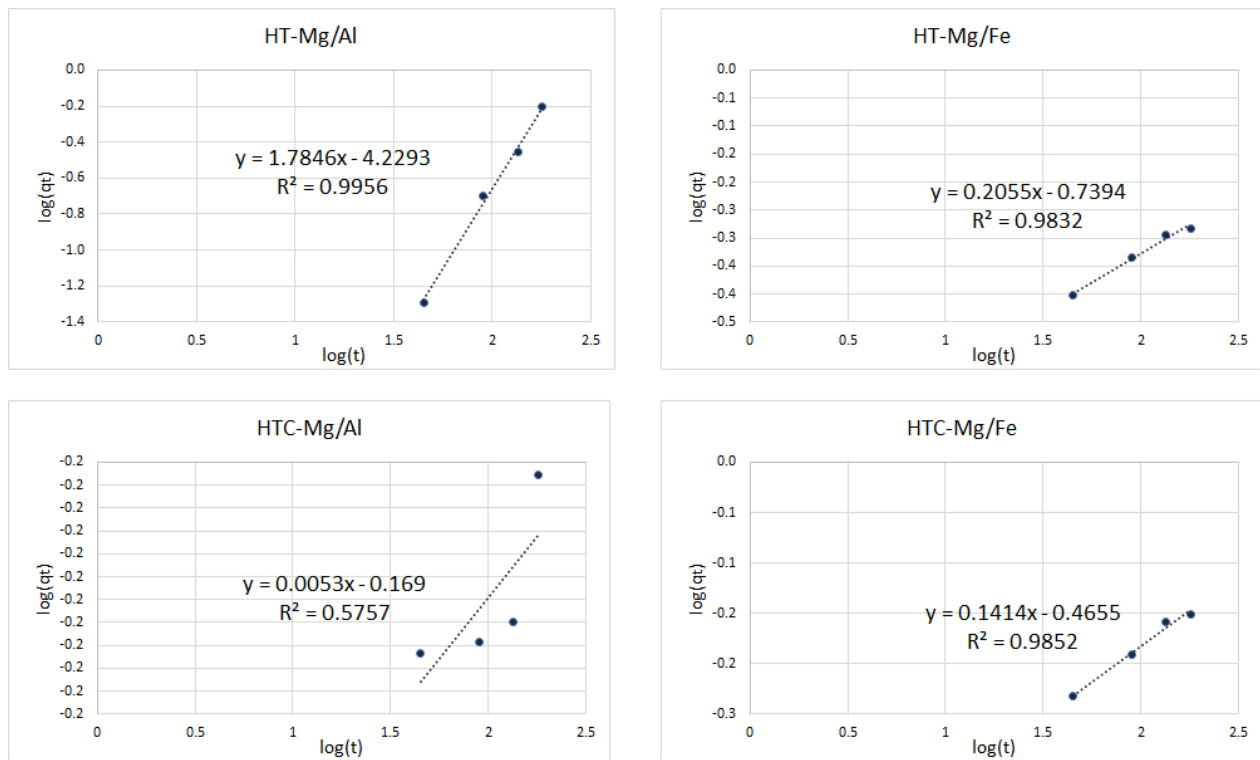 HT-Mg/Al
0.0
-0.2
-0.4
-0.6
-0.8
-1.0
-1.2
-1.4
log(qt)
y = 1.7846x - 4.2293
R² = 0.9956
0 0.5 1 1.5 2 2.5
log(t)
HT-Mg/Fe
0.0
-0.1
-0.1
-0.2
-0.2
-0.3
-0.3
-0.4
-0.4
-0.5
log(qt)
y = 0.2055x - 0.7394
R² = 0.9832
0 0.5 1 1.5 2 2.5
log(t)
HTC-Mg/Al
-0.2
-0.2
-0.2
-0.2
-0.2
-0.2
-0.2
-0.2
-0.2
-0.2
-0.2
-0.2
log(qt)
y = 0.0053x - 0.169
R² = 0.5757
0 0.5 1 1.5 2 2.5
log(t)
HTC-Mg/Fe
0.0
-0.1
-0.1
-0.2
-0.2
-0.3
log(qt)
y = 0.1414x - 0.4655
R² = 0.9852
0 0.5 1 1.5 2 2.5
log(t)